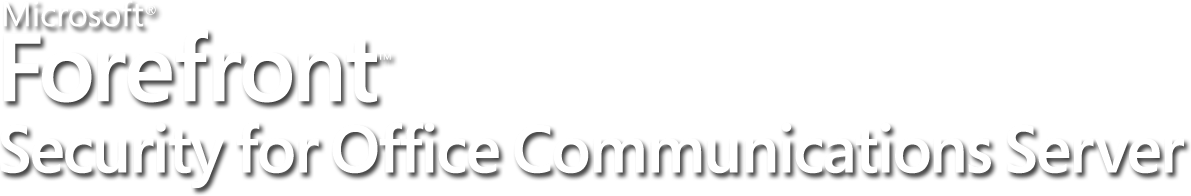 Microsoft®
Forefront™
Security for Office Communications Server